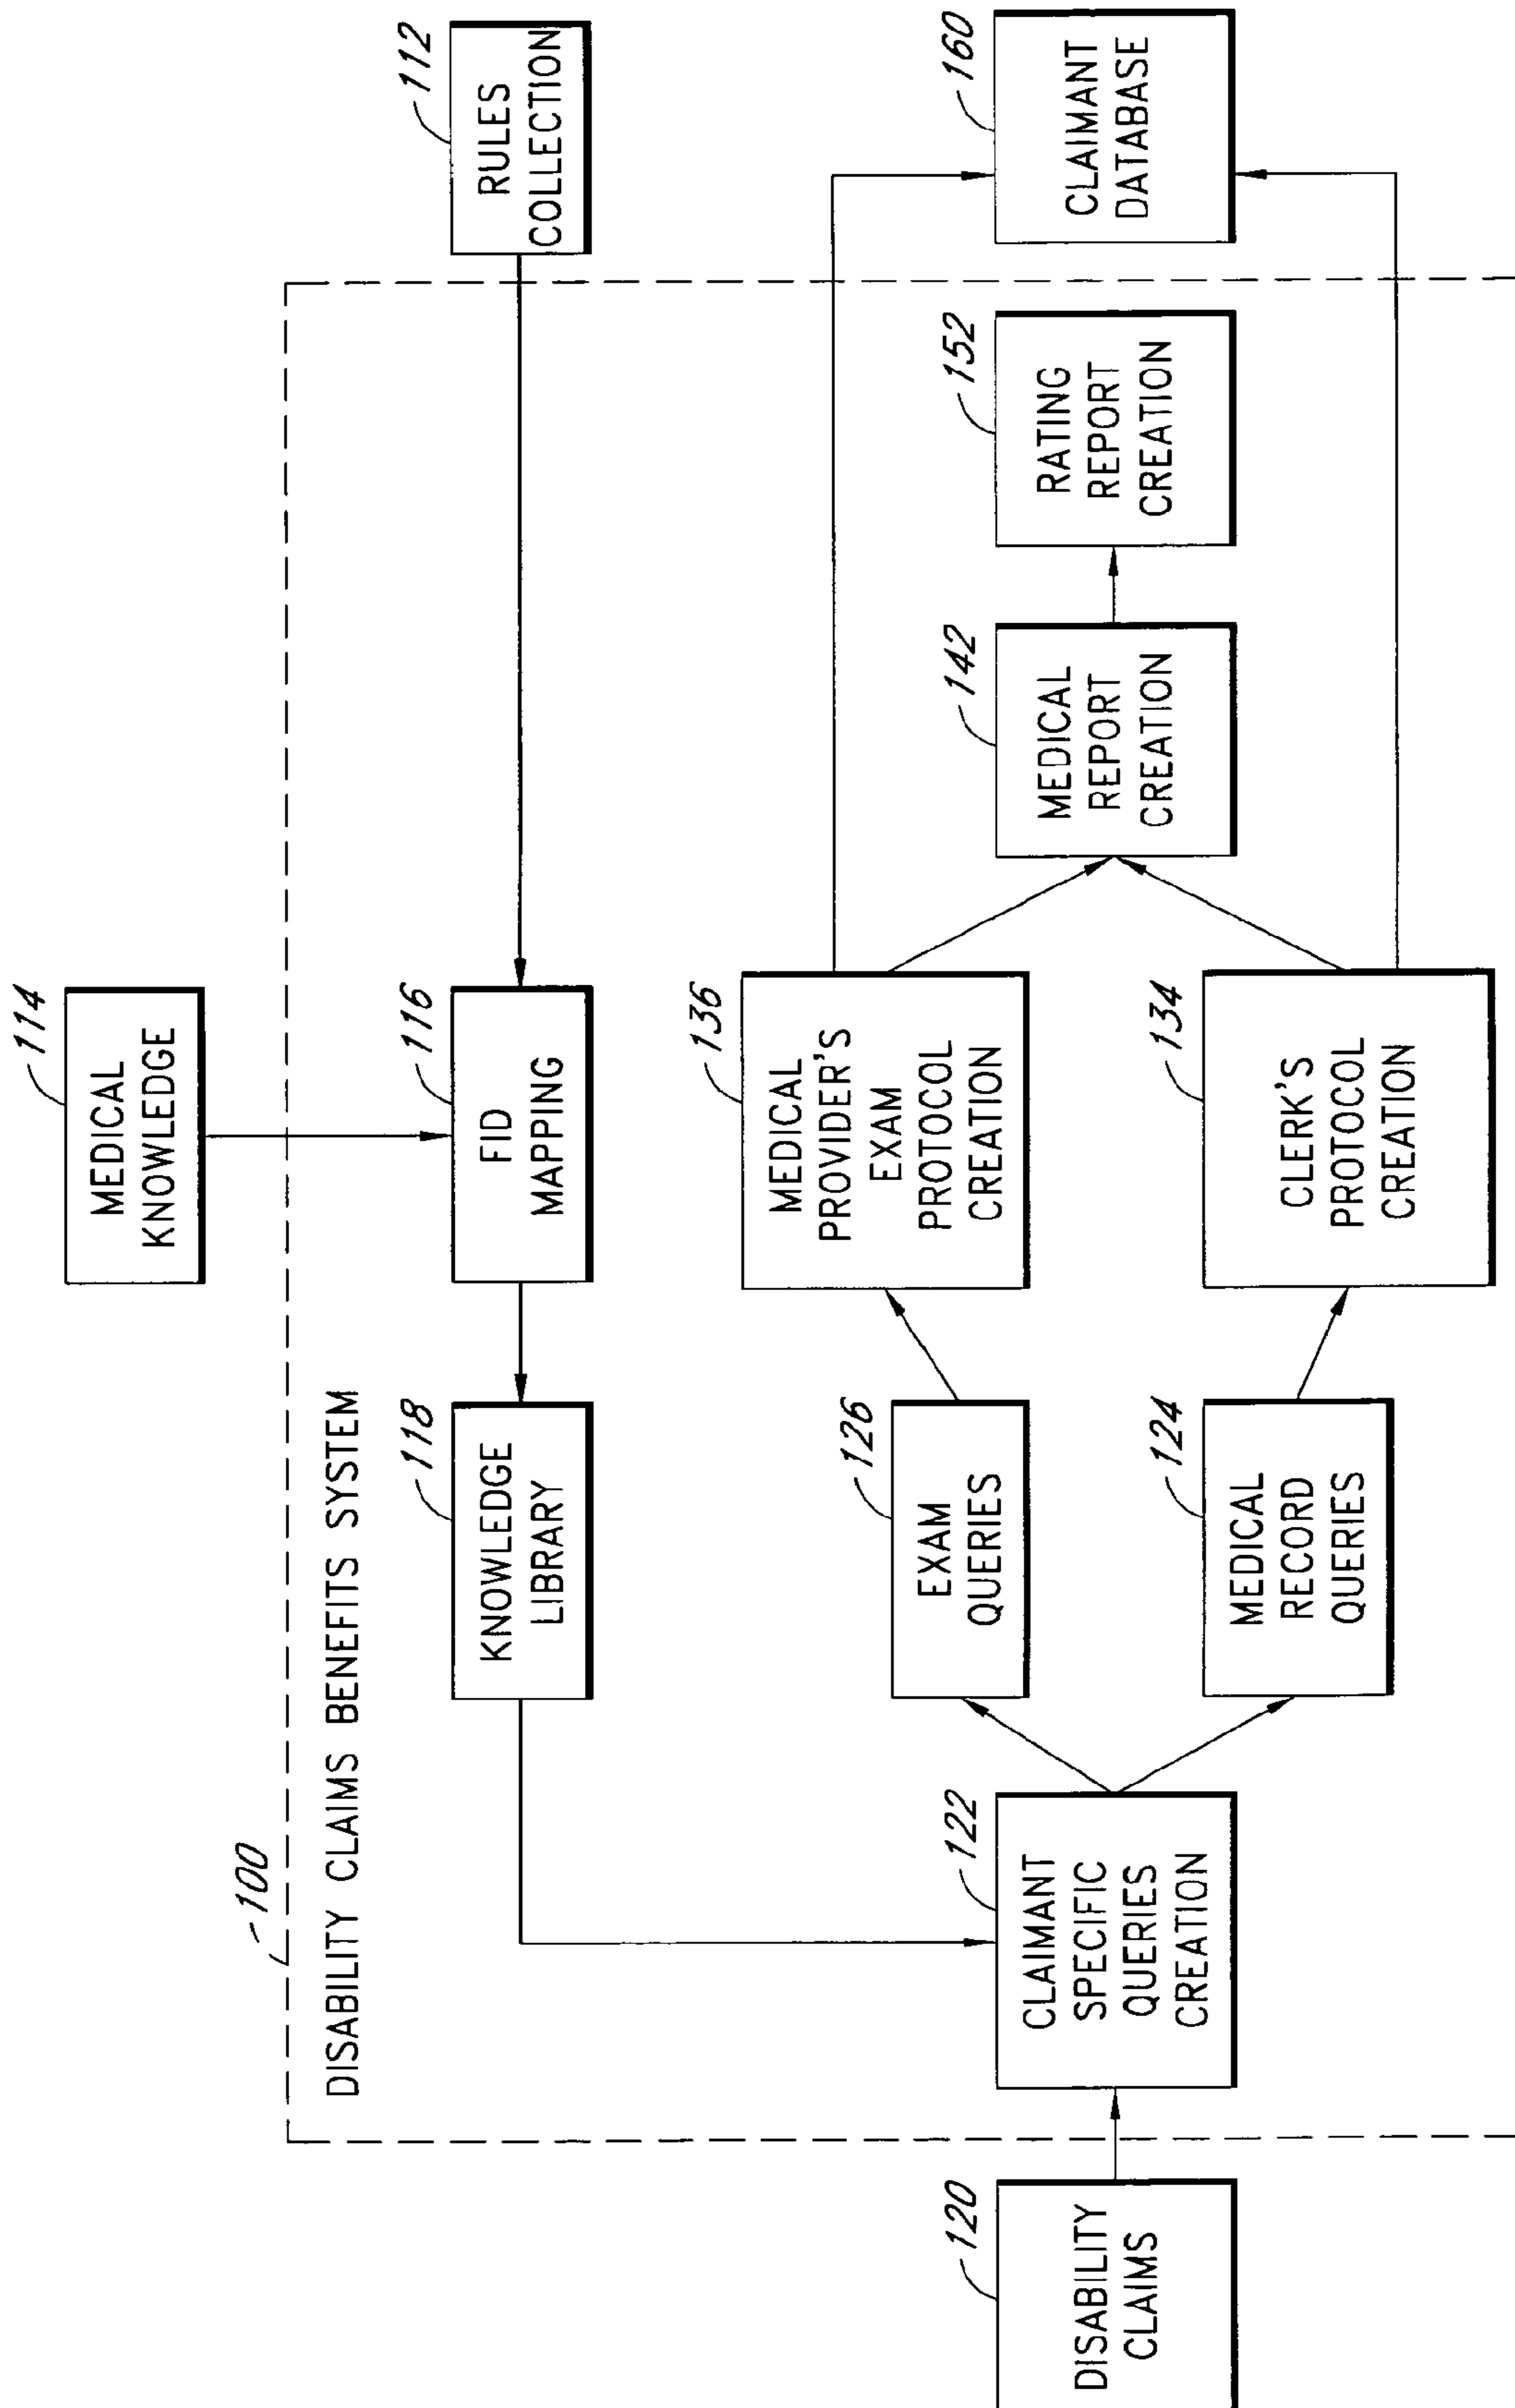 114
MEDICAL
KNOWLEDGE
100
DISABILITY CLAIMS BENEFITS SYSTEM
118
KNOWLEDGE
LIBRARY
116
FID
MAPPING
112
RULES
COLLECTION
120
DISABILITY
CLAIMS
122
CLAIMANT
SPECIFIC
QUERIES
CREATION
126
EXAM
QUERIES
124
MEDICAL
RECORD
QUERIES
136
MEDICAL
PROVIDER'S
EXAM
PROTOCOL
CREATION
134
CLERK'S
PROTOCOL
CREATION
142
MEDICAL
REPORT
CREATION
152
RATING
REPORT
CREATION
160
CLAIMANT
DATABASE